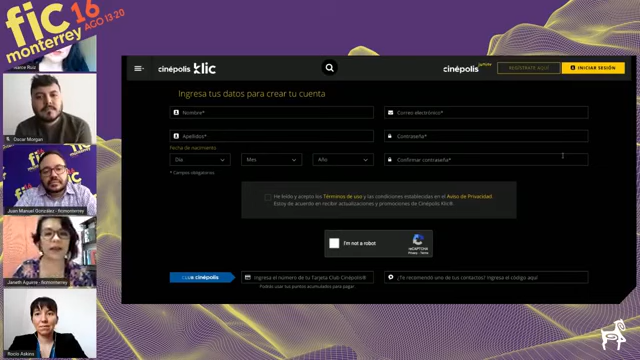 fic 16
monterrey
AGO 13·20
Ruiz
Oscar Morgan
Juan Manuel González - ficmonterrey
Janeth Aguirre - ficmonterrey
Rocío Askins
cinépolis klic
cinépolis
REGÍSTRATE AQUÍ
INICIAR SESIÓN
Ingresa tus datos para crear tu cuenta
Nombre*
Correo electrónico*
Apellidos*
Contraseña*
Fecha de nacimiento
Día
Mes
Año
Confirmar contraseña*
* Campos obligatorios
He leído y acepto los Términos de uso y las condiciones establecidas en el Aviso de Privacidad.
Estoy de acuerdo en recibir actualizaciones y promociones de Cinépolis Klic®.
I'm not a robot
reCAPTCHA
Privacy - Terms
CLUB cinépolis
Ingresa el número de tu Tarjeta Club Cinépolis®
¿Te recomendó uno de tus contactos? Ingresa el código aquí
Podrás usar tus puntos acumulados para pagar